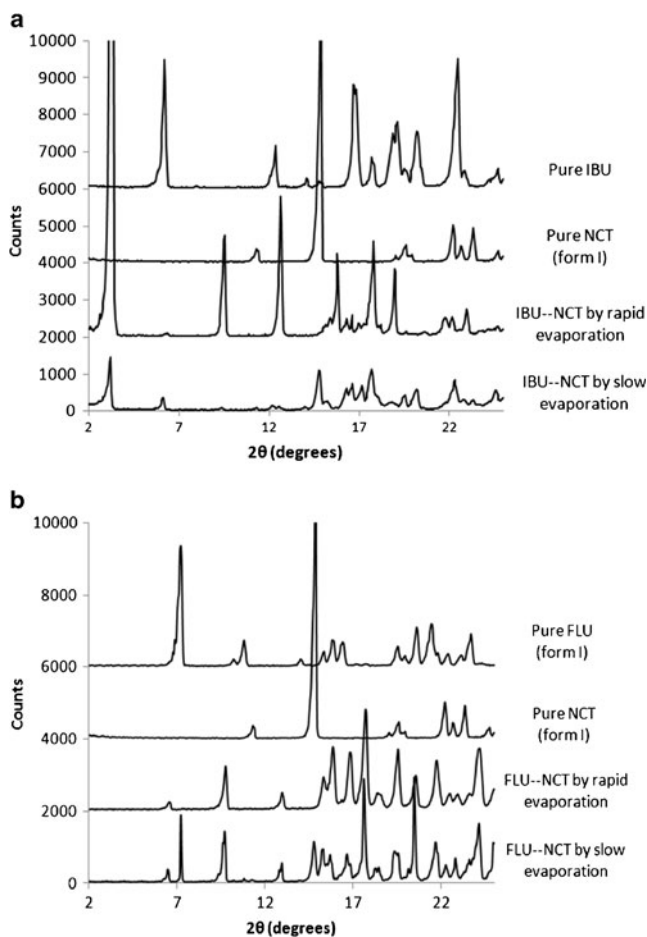 a
10000
9000
8000
7000
6000
5000
4000
3000
2000
1000
0
Counts
2
7
12
17
22
2θ (degrees)
Pure IBU
Pure NCT
(form I)
IBU--NCT by rapid
evaporation
IBU--NCT by slow
evaporation
b
10000
8000
6000
4000
2000
0
Counts
2
7
12
17
22
2θ (degrees)
Pure FLU
(form I)
Pure NCT
(form I)
FLU--NCT by rapid
evaporation
FLU--NCT by slow
evaporation